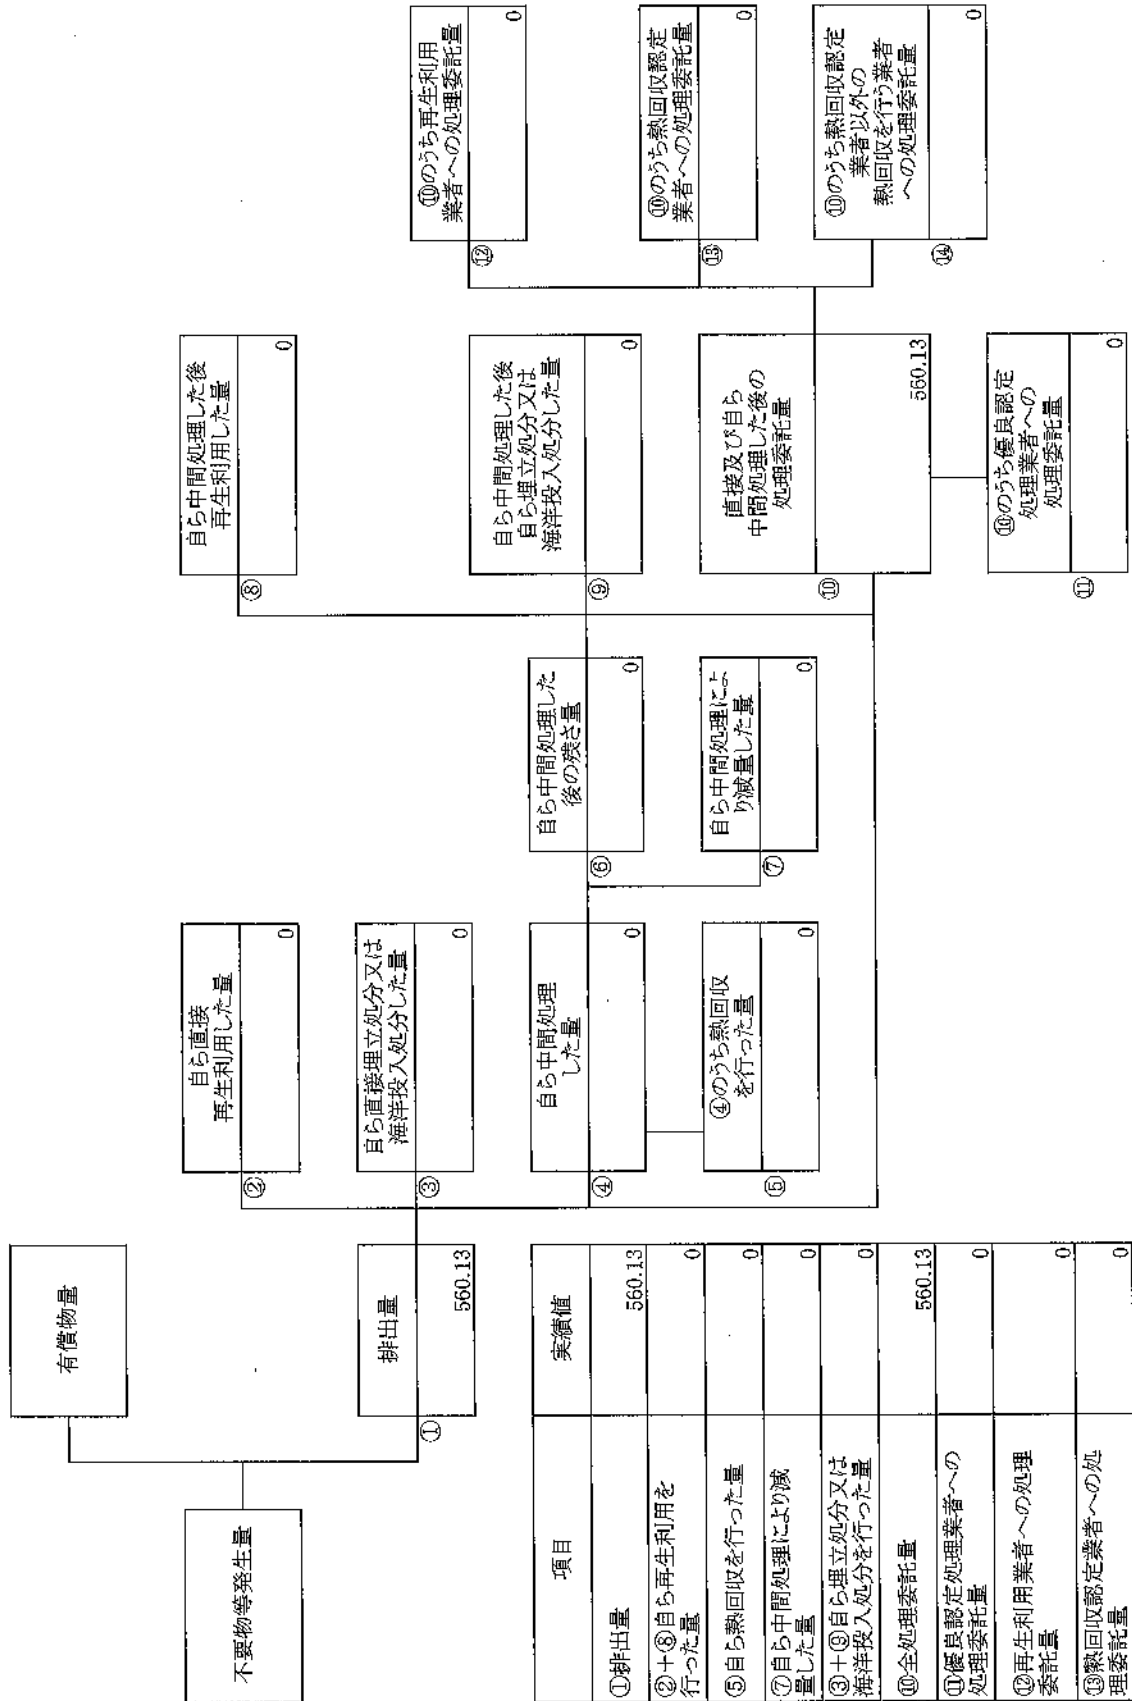 不要物等発生量
有償物量
排出量
①
560.13
自ら直接
再生利用した量
②
0
自ら直接埋立処分又は
海洋投入処分した量
③
0
自ら中間処理
した量
④
0
④のうち熱回収
を行った量
⑤
0
自ら中間処理した
後の残さ量
⑥
0
自ら中間処理によ
り減量した量
⑦
0
自ら中間処理した後
再生利用した量
⑧
0
自ら中間処理した後
自ら埋立処分又は
海洋投入処分した量
⑨
0
直接及び自ら
中間処理した後の
処理委託量
⑩
560.13
⑩のうち優良認定
処理業者への
処理委託量
⑪
0
⑩のうち再生利用
業者への処理委託量
⑫
0
⑩のうち熱回収認定
業者への処理委託量
⑬
0
⑩のうち熱回収認定
業者以外の
熱回収を行う業者
への処理委託量
⑭
0
項目 実績値
①排出量 560.13
②+⑧自ら再生利用を
行った量 0
⑤自ら熱回収を行った量 0
⑦自ら中間処理により減
量した量 0
③+⑨自ら埋立処分又は
海洋投入処分を行った量 0
⑩全処理委託量 560.13
⑪優良認定処理業者への
処理委託量 0
⑫再生利用業者への処理
委託量 0
⑬熱回収認定業者への処
理委託量 0